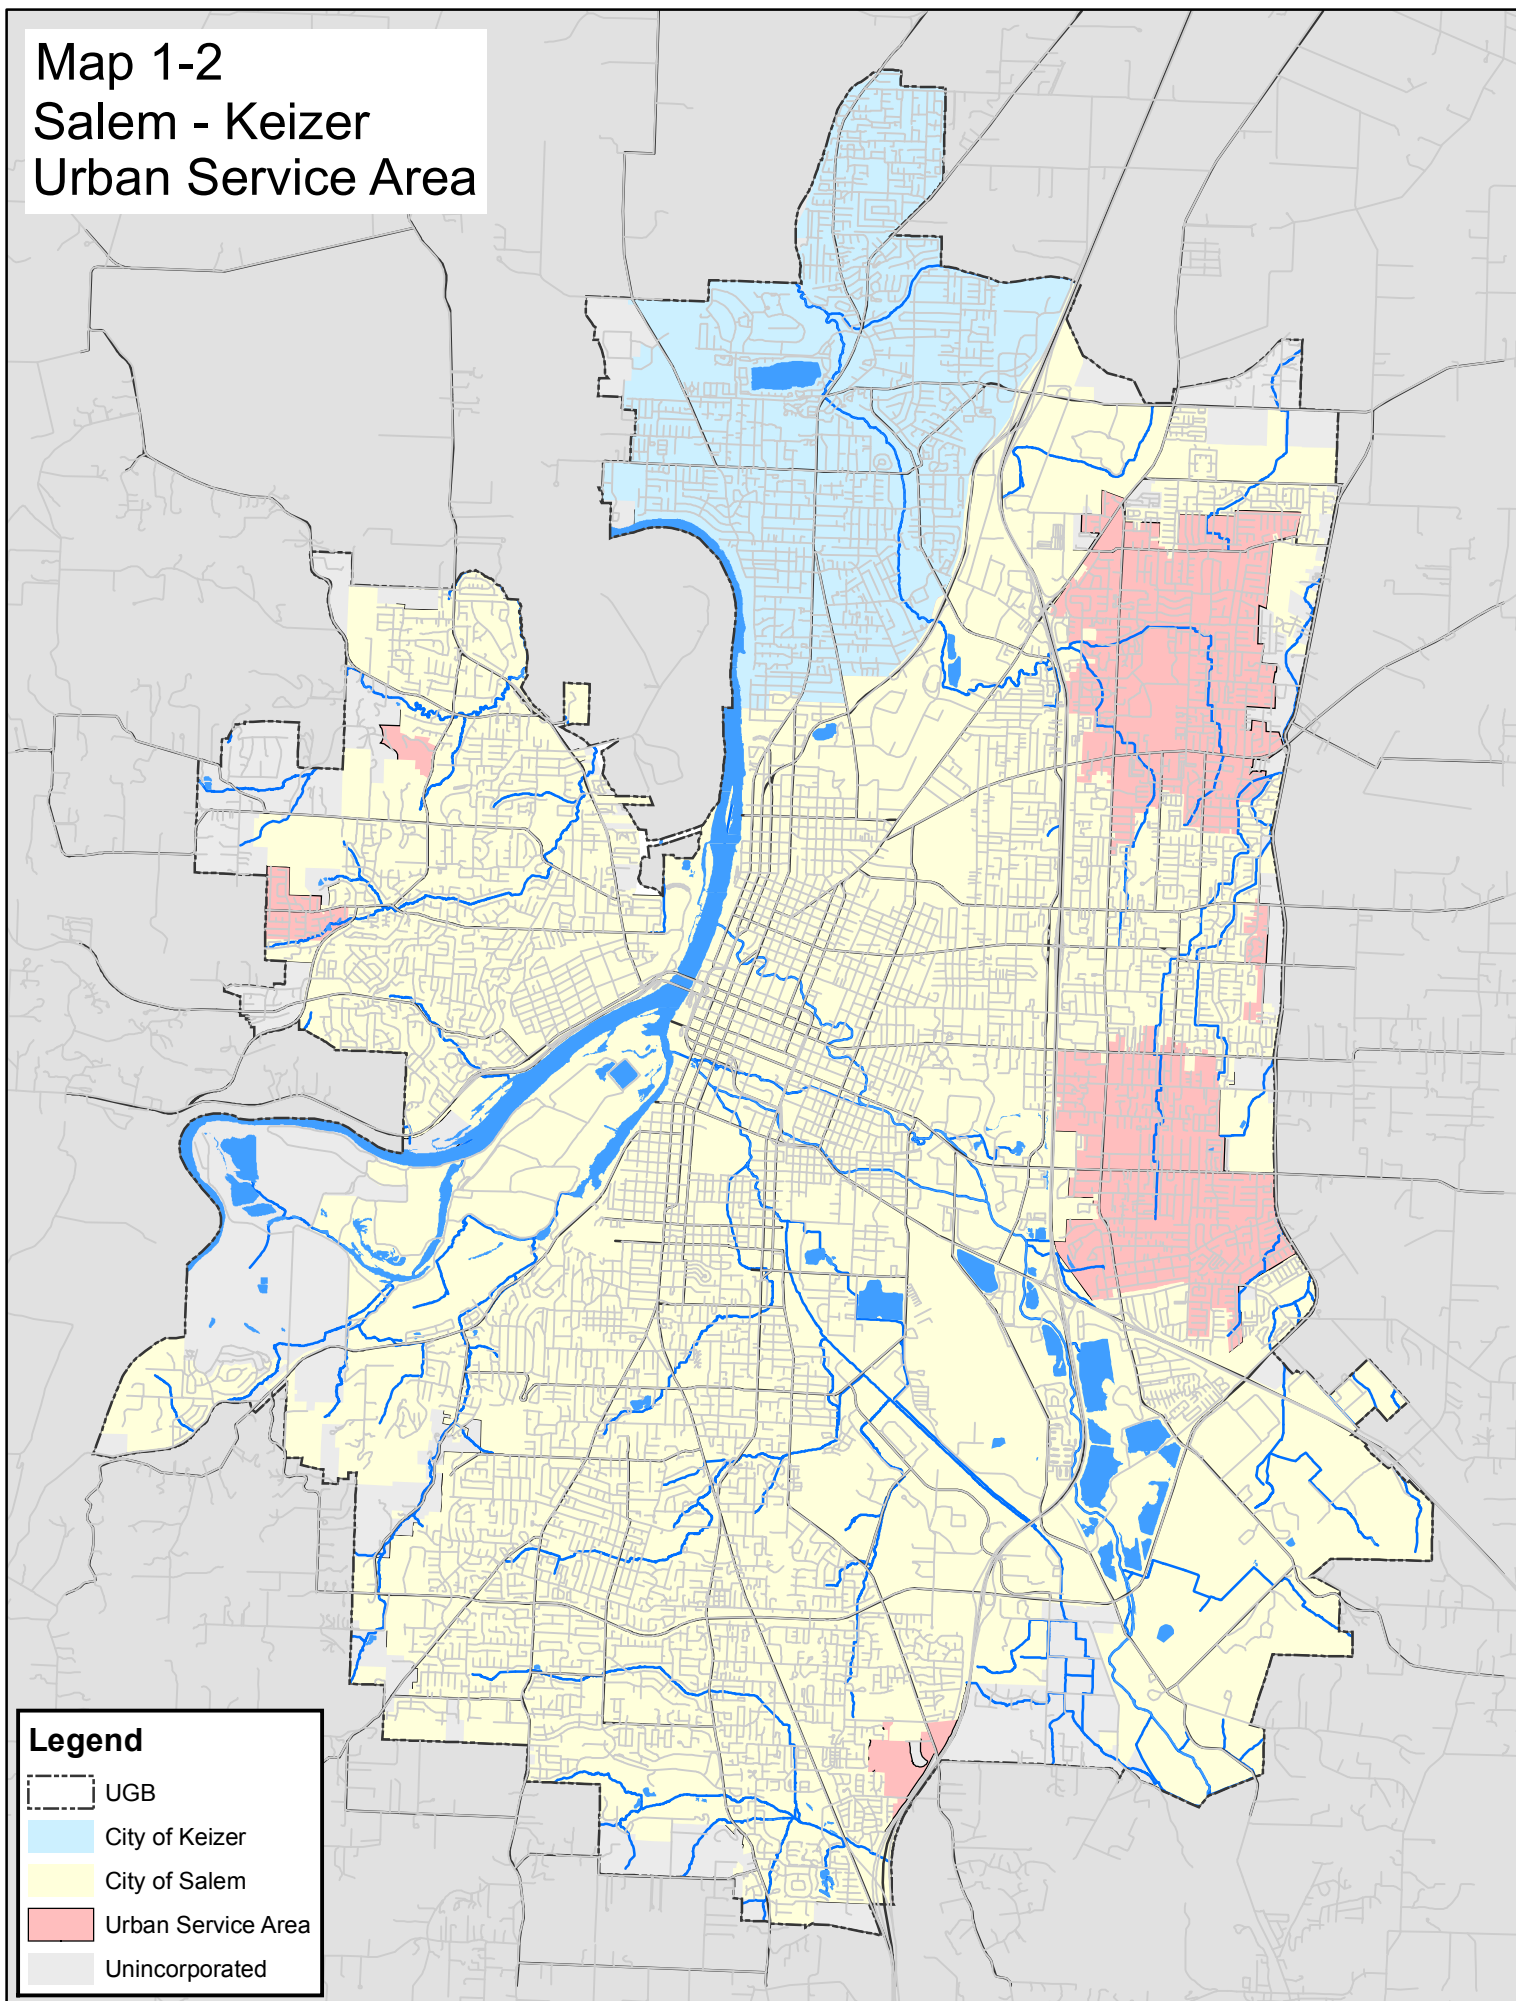 Map 1-2
Salem - Keizer
Urban Service Area
Legend
UGB
City of Keizer
City of Salem
Urban Service Area
Unincorporated